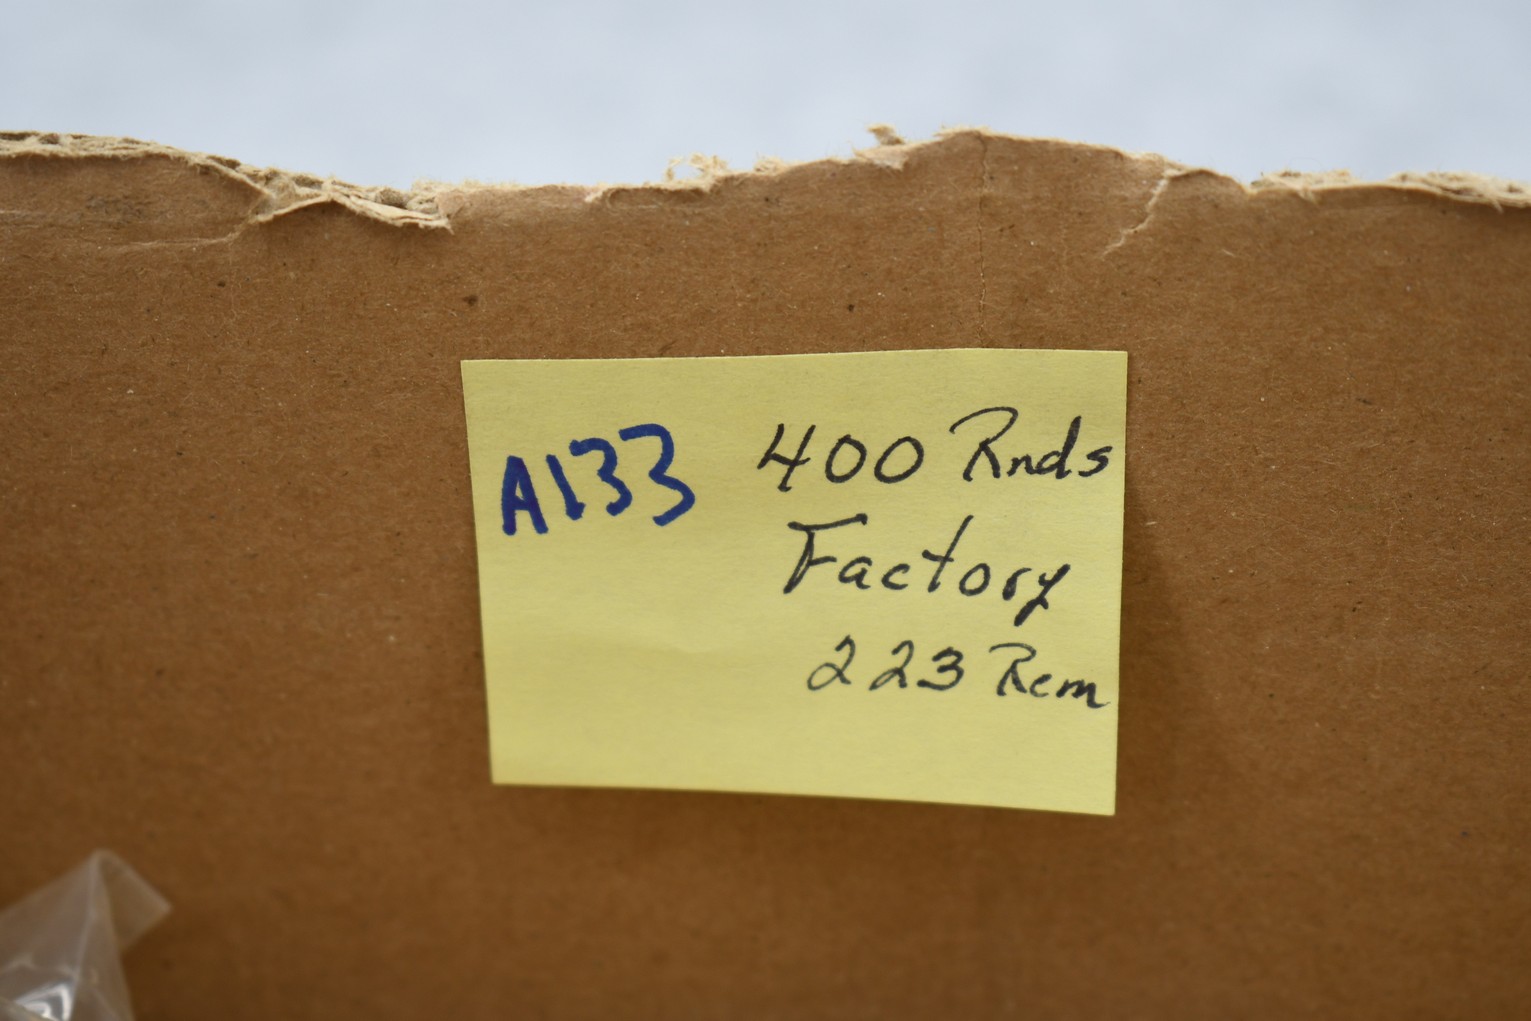 A133 400 Rnds
Factory
223 Rem